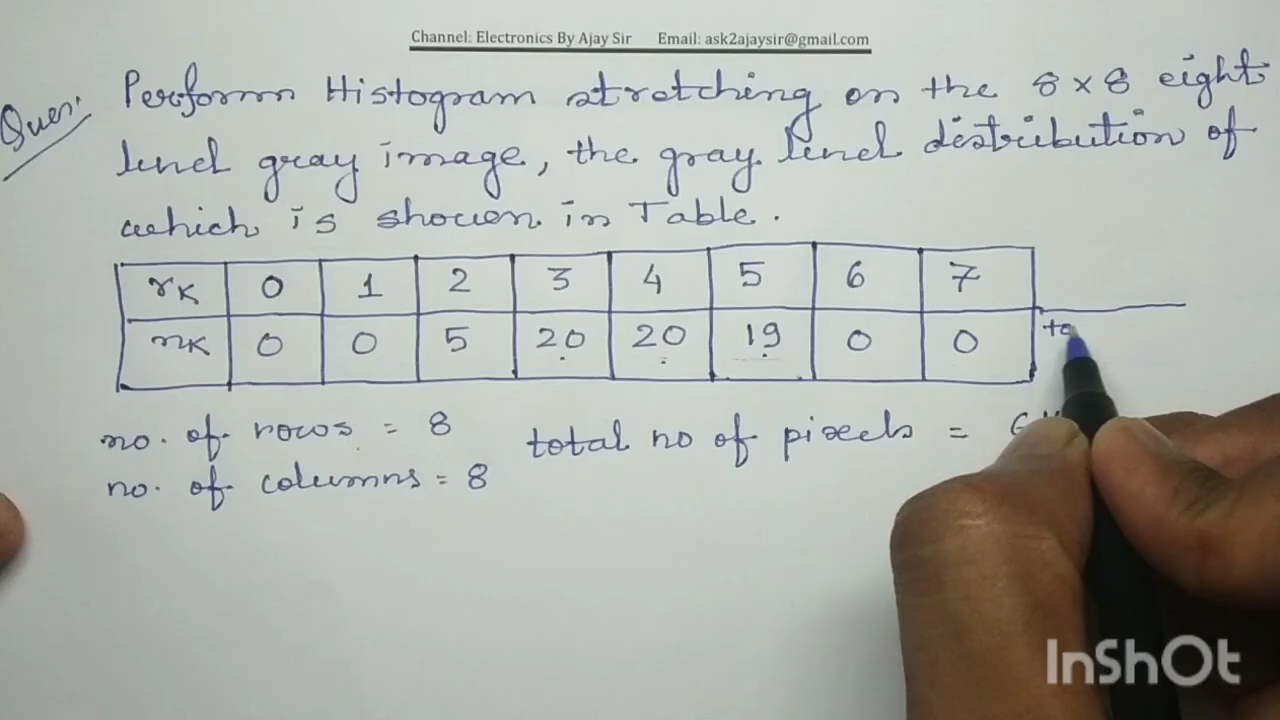 Channel: Electronics By Ajay Sir Email: ask2ajaysir@gmail.com
Ques: Perform Histogram stretching on the 8 × 8 eight
level gray image, the gray level distribution of
which is shown in Table.
rK 0 1 2 3 4 5 6 7
nK 0 0 5 20 20 19 0 0 to
no. of rows = 8 total no of pixels =
no. of columns = 8
InShOt